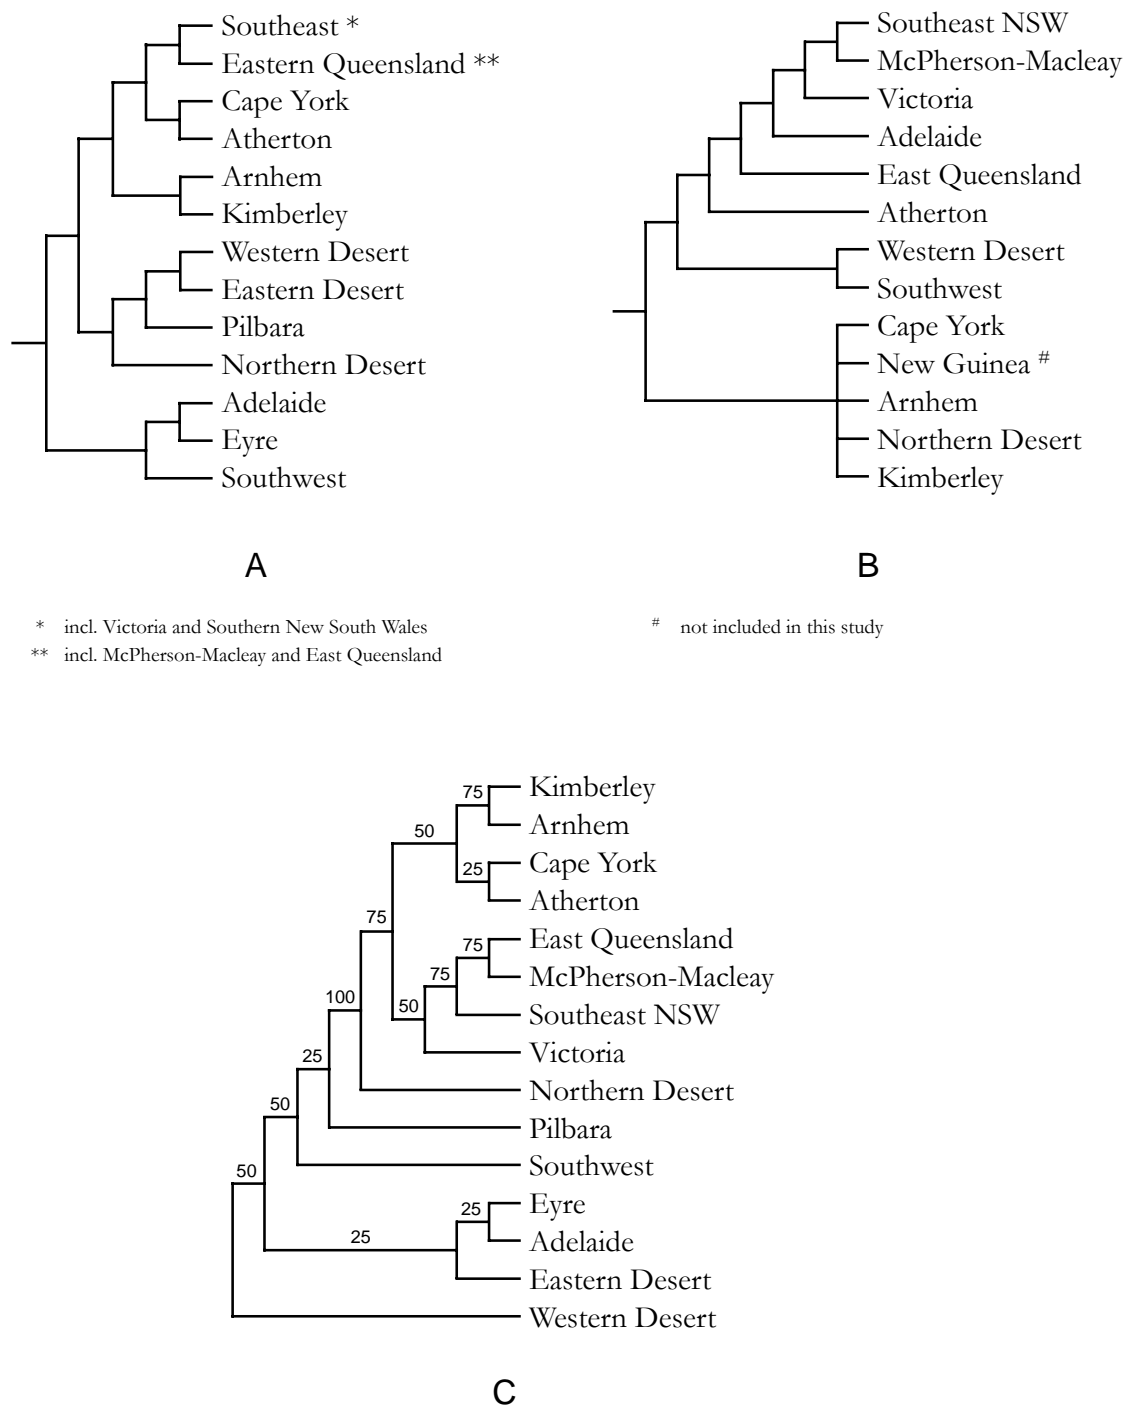 Southeast *
Eastern Queensland **
Cape York
Atherton
Arnhem
Kimberley
Western Desert
Eastern Desert
Pilbara
Northern Desert
Adelaide
Eyre
Southwest
A
* incl. Victoria and Southern New South Wales
** incl. McPherson-Macleay and East Queensland
Southeast NSW
McPherson-Macleay
Victoria
Adelaide
East Queensland
Atherton
Western Desert
Southwest
Cape York
New Guinea #
Arnhem
Northern Desert
Kimberley
B
# not included in this study
75 Kimberley
Arnhem
50
25 Cape York
Atherton
75
75 East Queensland
McPherson-Macleay
75
Southeast NSW
50
Victoria
100
Northern Desert
25
Pilbara
50
Southwest
50
25 Eyre
Adelaide
25
Eastern Desert
Western Desert
C